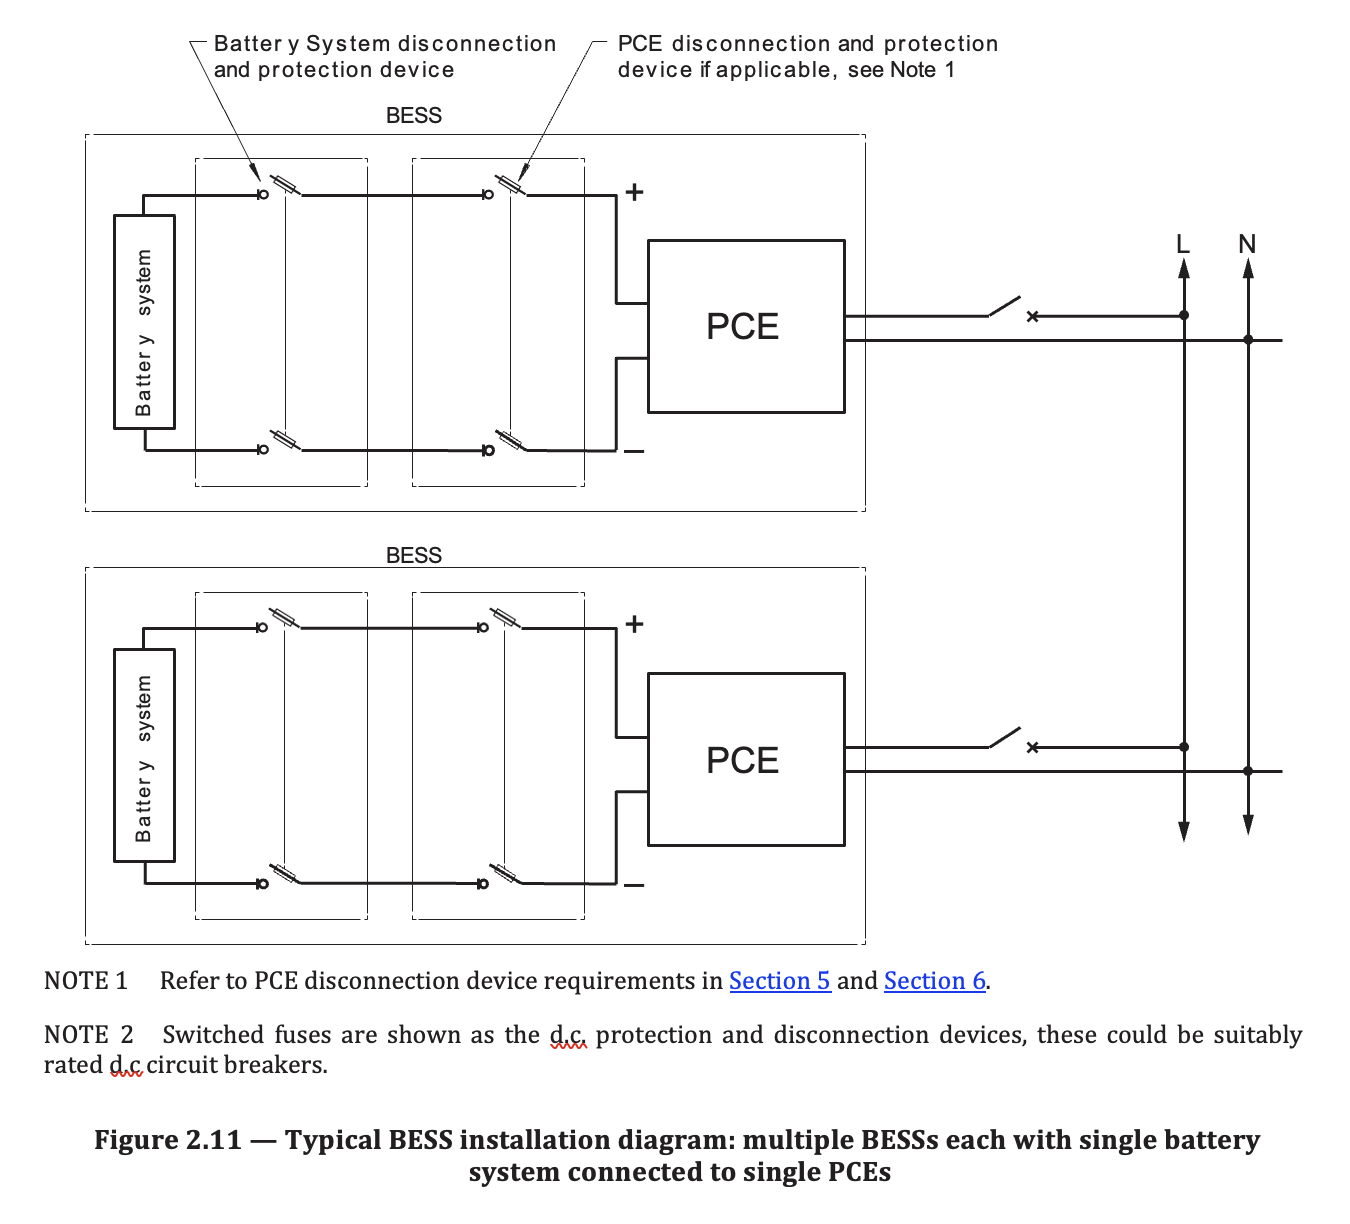 Battery System disconnection
and protection device
PCE disconnection and protection
device if applicable, see Note 1
BESS
Battery system
+
−
PCE
L
N
BESS
Battery system
+
−
PCE
NOTE 1 Refer to PCE disconnection device requirements in Section 5 and Section 6.
NOTE 2 Switched fuses are shown as the d.c. protection and disconnection devices, these could be suitably
rated d.c circuit breakers.
Figure 2.11 — Typical BESS installation diagram: multiple BESSs each with single battery
system connected to single PCEs